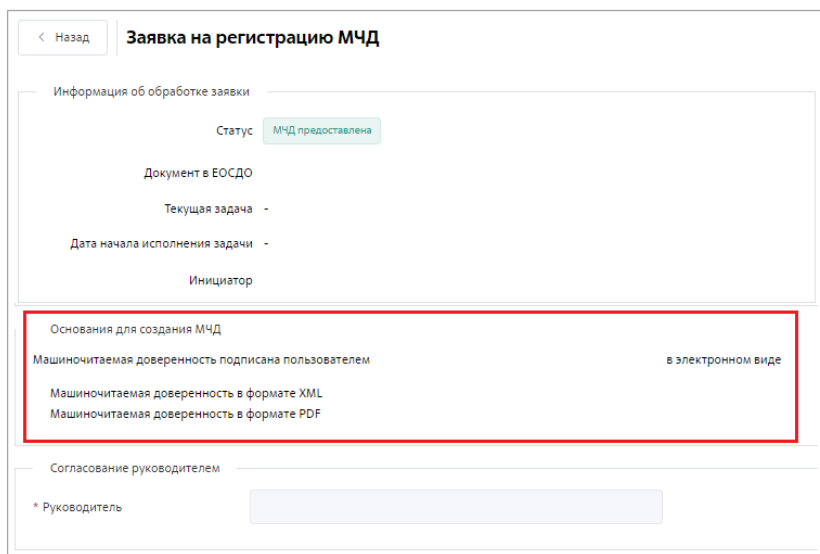 < Назад Заявка на регистрацию МЧД
Информация об обработке заявки
Статус МЧД предоставлена
Документ в ЕОСДО
Текущая задача -
Дата начала исполнения задачи -
Инициатор
Основания для создания МЧД
Машиночитаемая доверенность подписана пользователем в электронном виде
Машиночитаемая доверенность в формате XML
Машиночитаемая доверенность в формате PDF
Согласование руководителем
* Руководитель